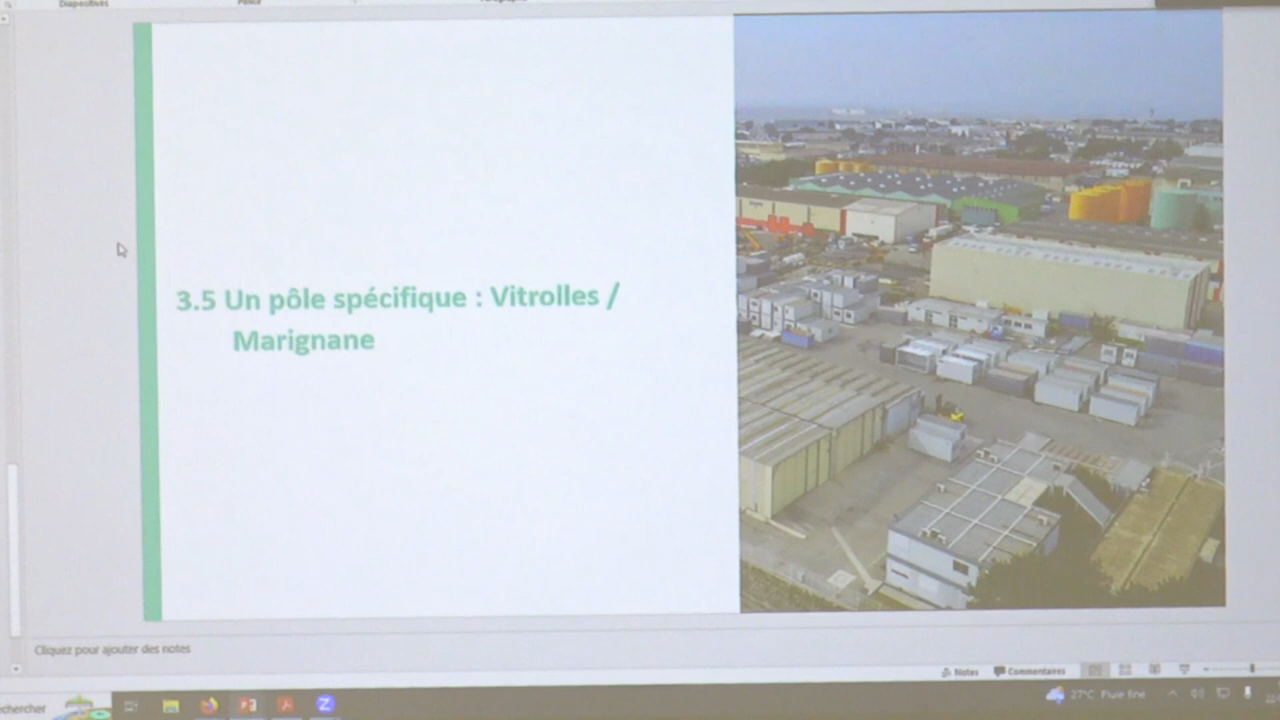 Diapositives
3.5 Un pôle spécifique : Vitrolles /
Marignane
Cliquez pour ajouter des notes
Notes
Commentaires
echercher
27°C Pluie fine